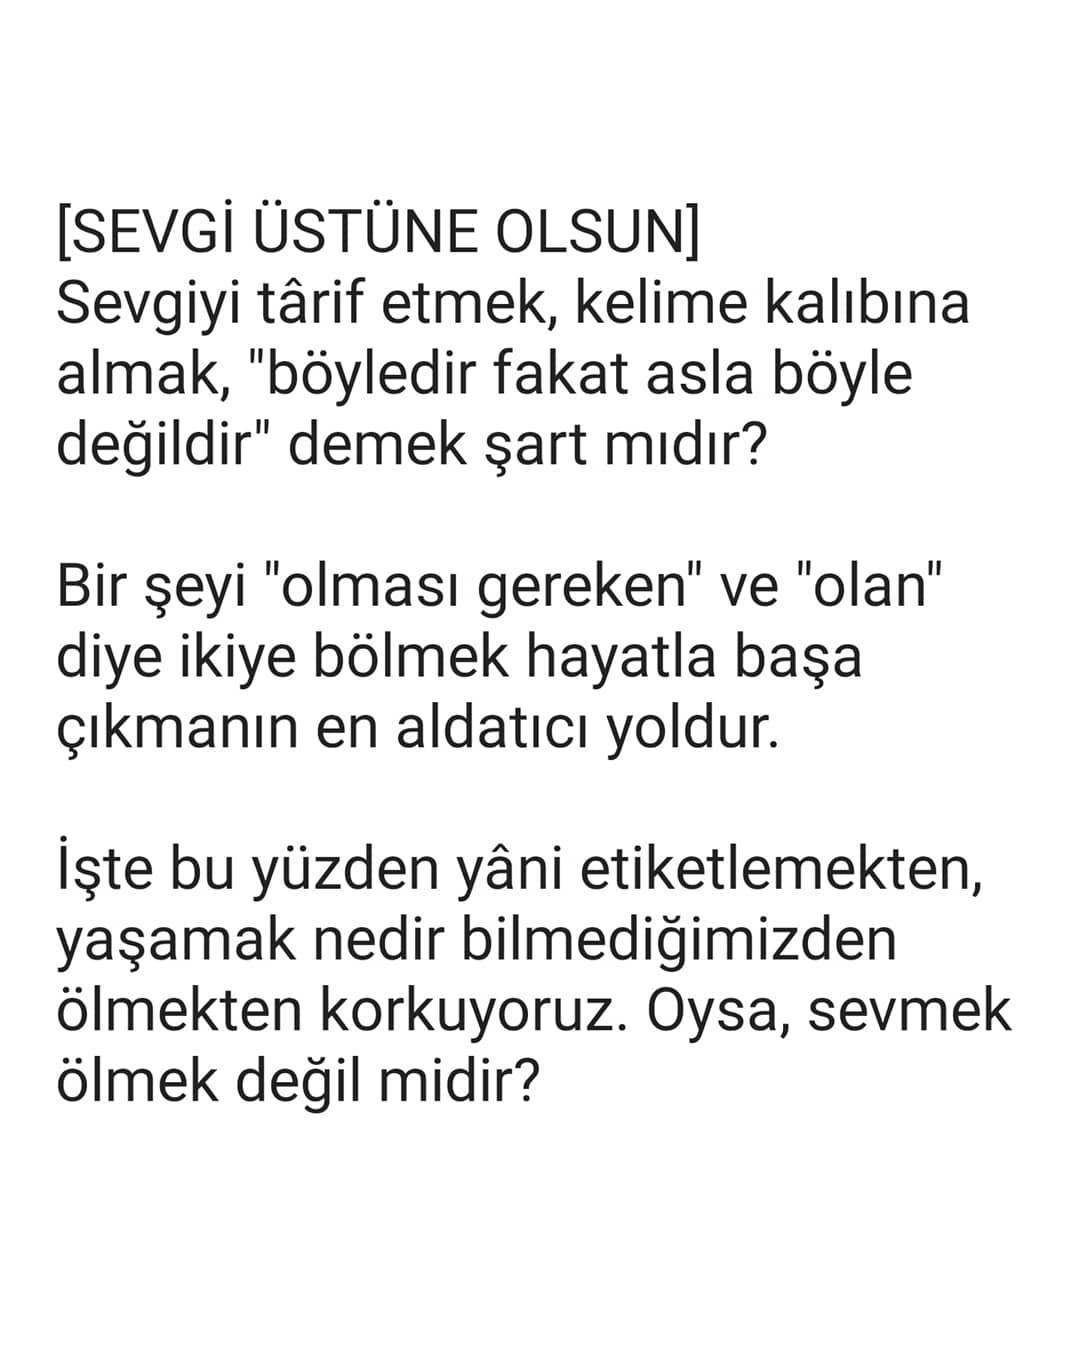 [SEVGİ ÜSTÜNE OLSUN]
Sevgiyi târif etmek, kelime kalıbına
almak, "böyledir fakat asla böyle
değildir" demek şart mıdır?
Bir şeyi "olması gereken" ve "olan"
diye ikiye bölmek hayatla başa
çıkmanın en aldatıcı yoldur.
İşte bu yüzden yâni etiketlemekten,
yaşamak nedir bilmediğimizden
ölmekten korkuyoruz. Oysa, sevmek
ölmek değil midir?